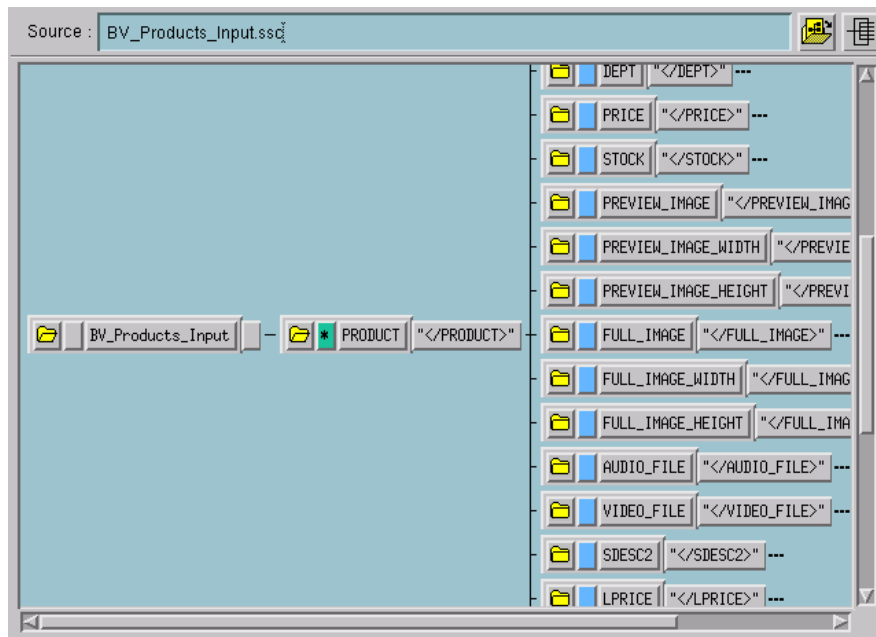 Source : BV_Products_Input.ssc
DEPT "</DEPT>" ---
PRICE "</PRICE>" ---
STOCK "</STOCK>" ---
PREVIEW_IMAGE "</PREVIEW_IMAG
PREVIEW_IMAGE_WIDTH "</PREVIE
PREVIEW_IMAGE_HEIGHT "</PREVI
BV_Products_Input — * PRODUCT "</PRODUCT>" FULL_IMAGE "</FULL_IMAGE>" ---
FULL_IMAGE_WIDTH "</FULL_IMAG
FULL_IMAGE_HEIGHT "</FULL_IMA
AUDIO_FILE "</AUDIO_FILE>" ---
VIDEO_FILE "</VIDEO_FILE>" ---
SDESC2 "</SDESC2>" ---
LPRICE "</LPRICE>" ---